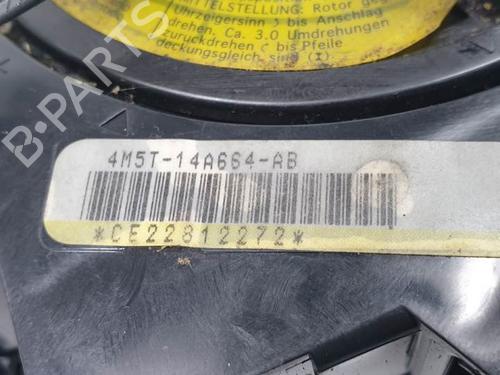 MITTELSTELLUNG: Rotor ge
Uhrzeigersinn) bis Anschlag
drehen. Ca. 3.0 Umdrehungen
zurückdrehen ( bis Pfeile
deckungsgleich sind (I)
4M5T-14A664-AB
*CE22812272*
B-PARTS